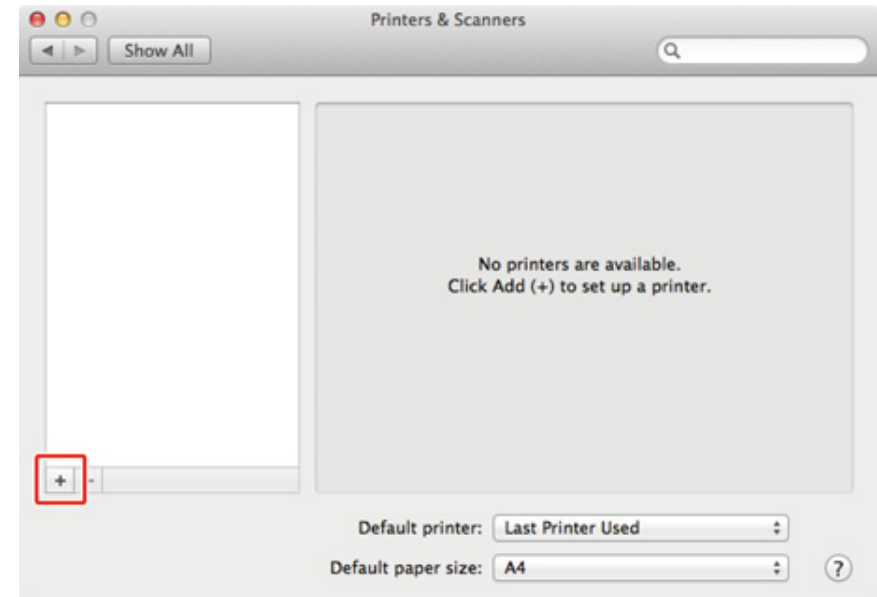 Printers & Scanners
Show All
No printers are available.
Click Add (+) to set up a printer.
+ -
Default printer: Last Printer Used
Default paper size: A4 ?